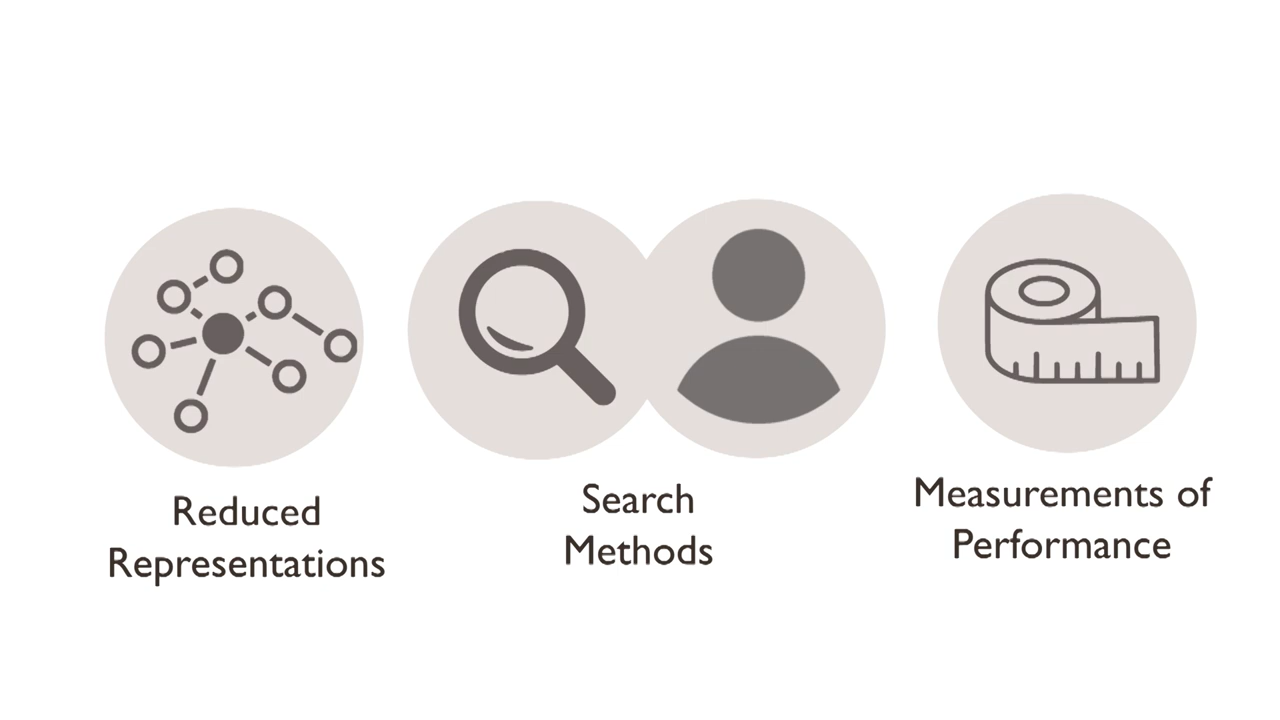 Reduced
Representations
Search
Methods
Measurements of
Performance